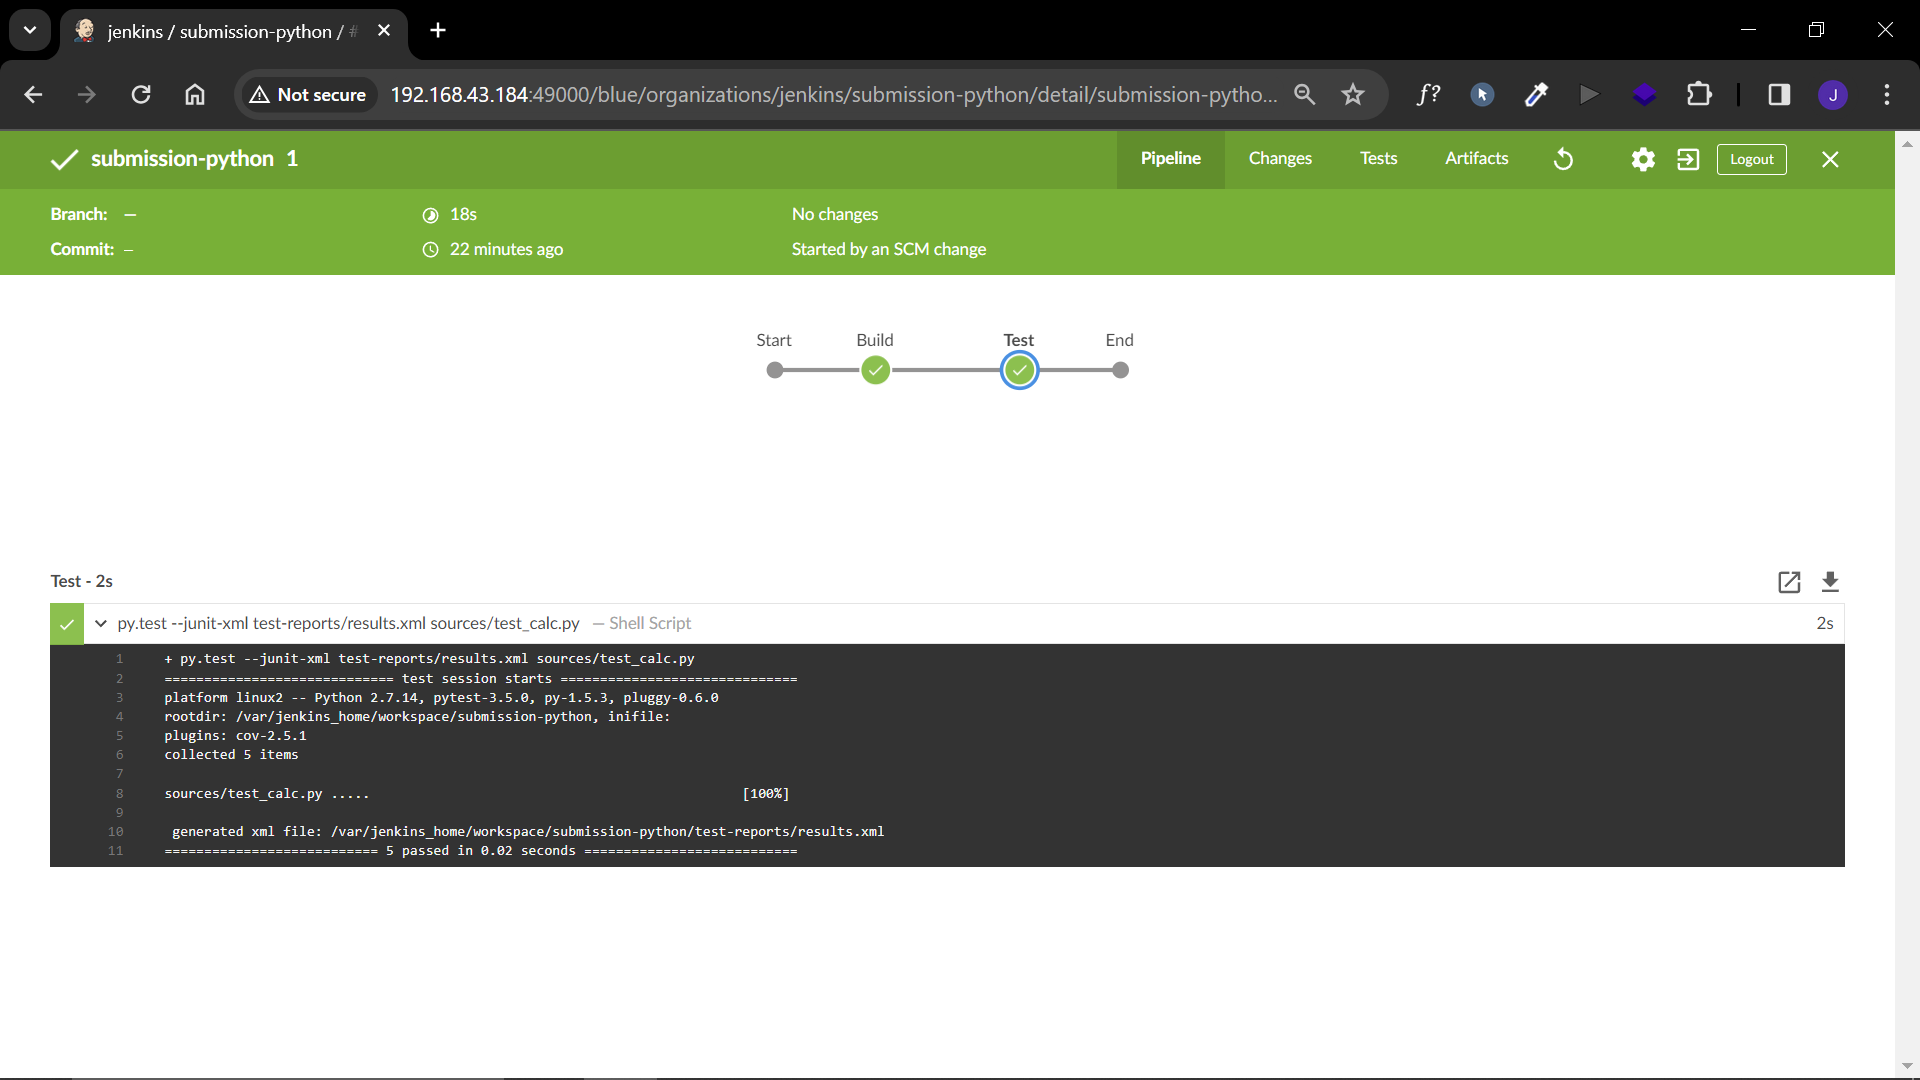 jenkins / submission-python / #
Not secure
192.168.43.184:49000/blue/organizations/jenkins/submission-python/detail/submission-pytho...
f?
J
submission-python 1
Pipeline
Changes
Tests
Artifacts
Logout
Branch: —
18s
No changes
Commit: –
22 minutes ago
Started by an SCM change
Start
Build
Test
End
Test - 2s
py.test --junit-xml test-reports/results.xml sources/test_calc.py — Shell Script
2s
1 + py.test --junit-xml test-reports/results.xml sources/test_calc.py
2 ============================= test session starts ==============================
3 platform linux2 -- Python 2.7.14, pytest-3.5.0, py-1.5.3, pluggy-0.6.0
4 rootdir: /var/jenkins_home/workspace/submission-python, inifile:
5 plugins: cov-2.5.1
6 collected 5 items
7
8 sources/test_calc.py ..... [100%]
9
10 generated xml file: /var/jenkins_home/workspace/submission-python/test-reports/results.xml
11 =========================== 5 passed in 0.02 seconds ===========================